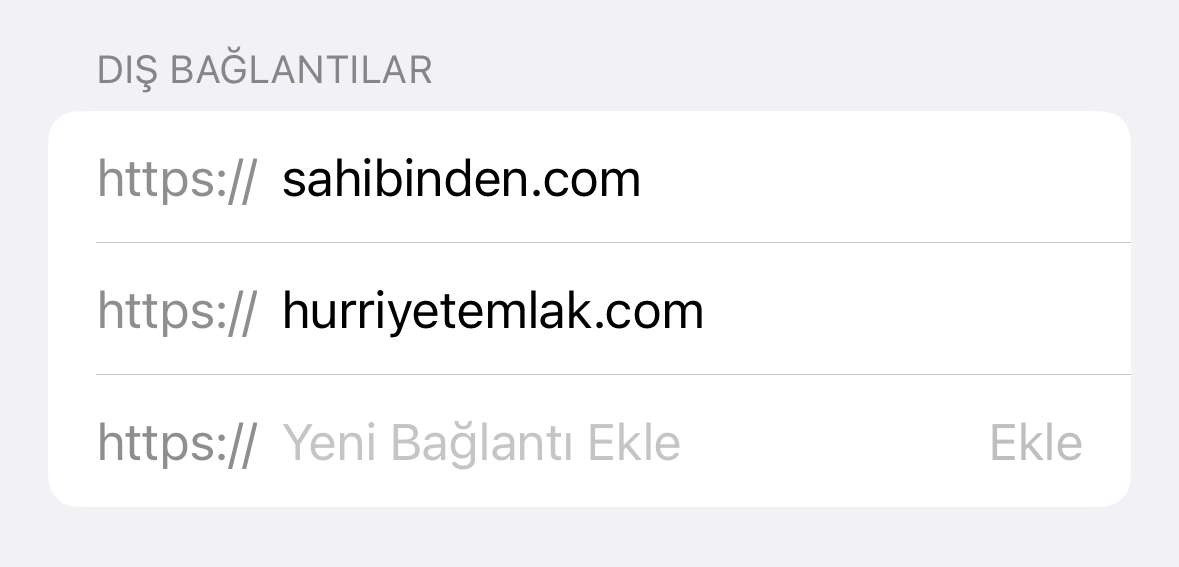 DIŞ BAĞLANTILAR
https:// sahibinden.com
https:// hurriyetemlak.com
https:// Yeni Bağlantı Ekle Ekle